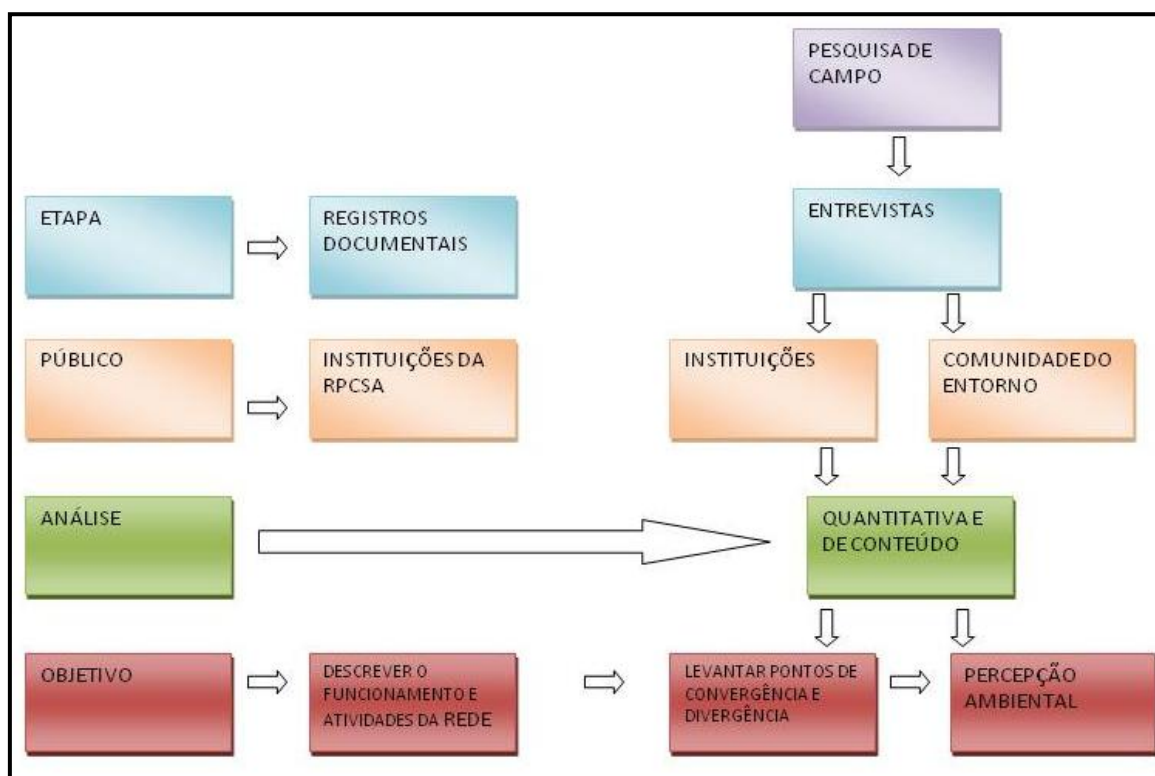 PESQUISA DE
CAMPO
ETAPA
REGISTROS
DOCUMENTAIS
ENTREVISTAS
PÚBLICO
INSTITUIÇÕES DA
RPCSA
INSTITUIÇÕES
COMUNIDADE DO
ENTORNO
ANÁLISE
QUANTITATIVA E
DE CONTEÚDO
OBJETIVO
DESCREVER O
FUNCIONAMENTO E
ATIVIDADES DA REDE
LEVANTAR PONTOS DE
CONVERGÊNCIA E
DIVERGÊNCIA
PERCEPÇÃO
AMBIENTAL